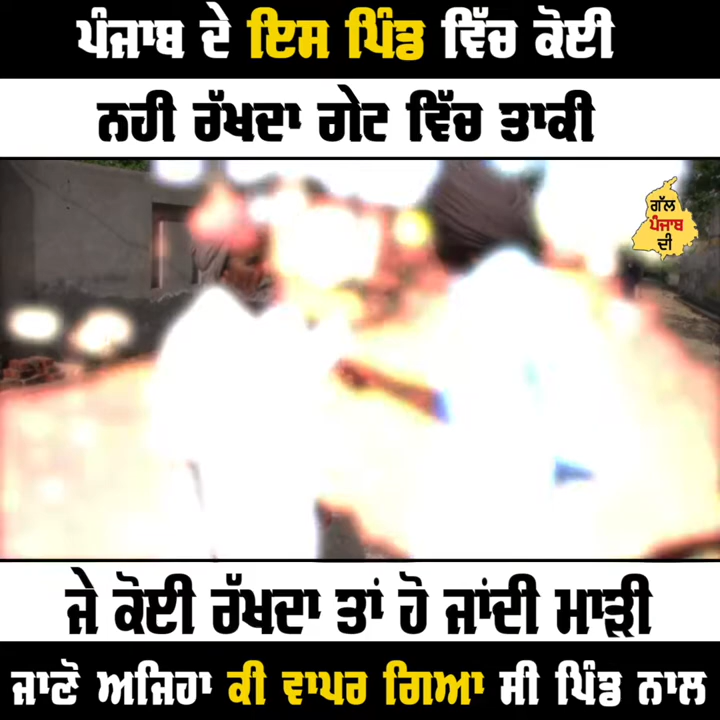 ਪੰਜਾਬ ਦੇ ਇਸ ਪਿੰਡ ਵਿੱਚ ਕੋਈ
ਨਹੀ ਰੱਖਦਾ ਗੇਟ ਵਿੱਚ ਤਾਕੀ
ਗੱਲ
ਪੰਜਾਬ
ਦੀ
ਜੇ ਕੋਈ ਰੱਖਦਾ ਤਾਂ ਹੋ ਜਾਂਦੀ ਮਾੜੀ
ਜਾਣੋ ਅਜਿਹਾ ਕੀ ਵਾਪਰ ਗਿਆ ਸੀ ਪਿੰਡ ਨਾਲ